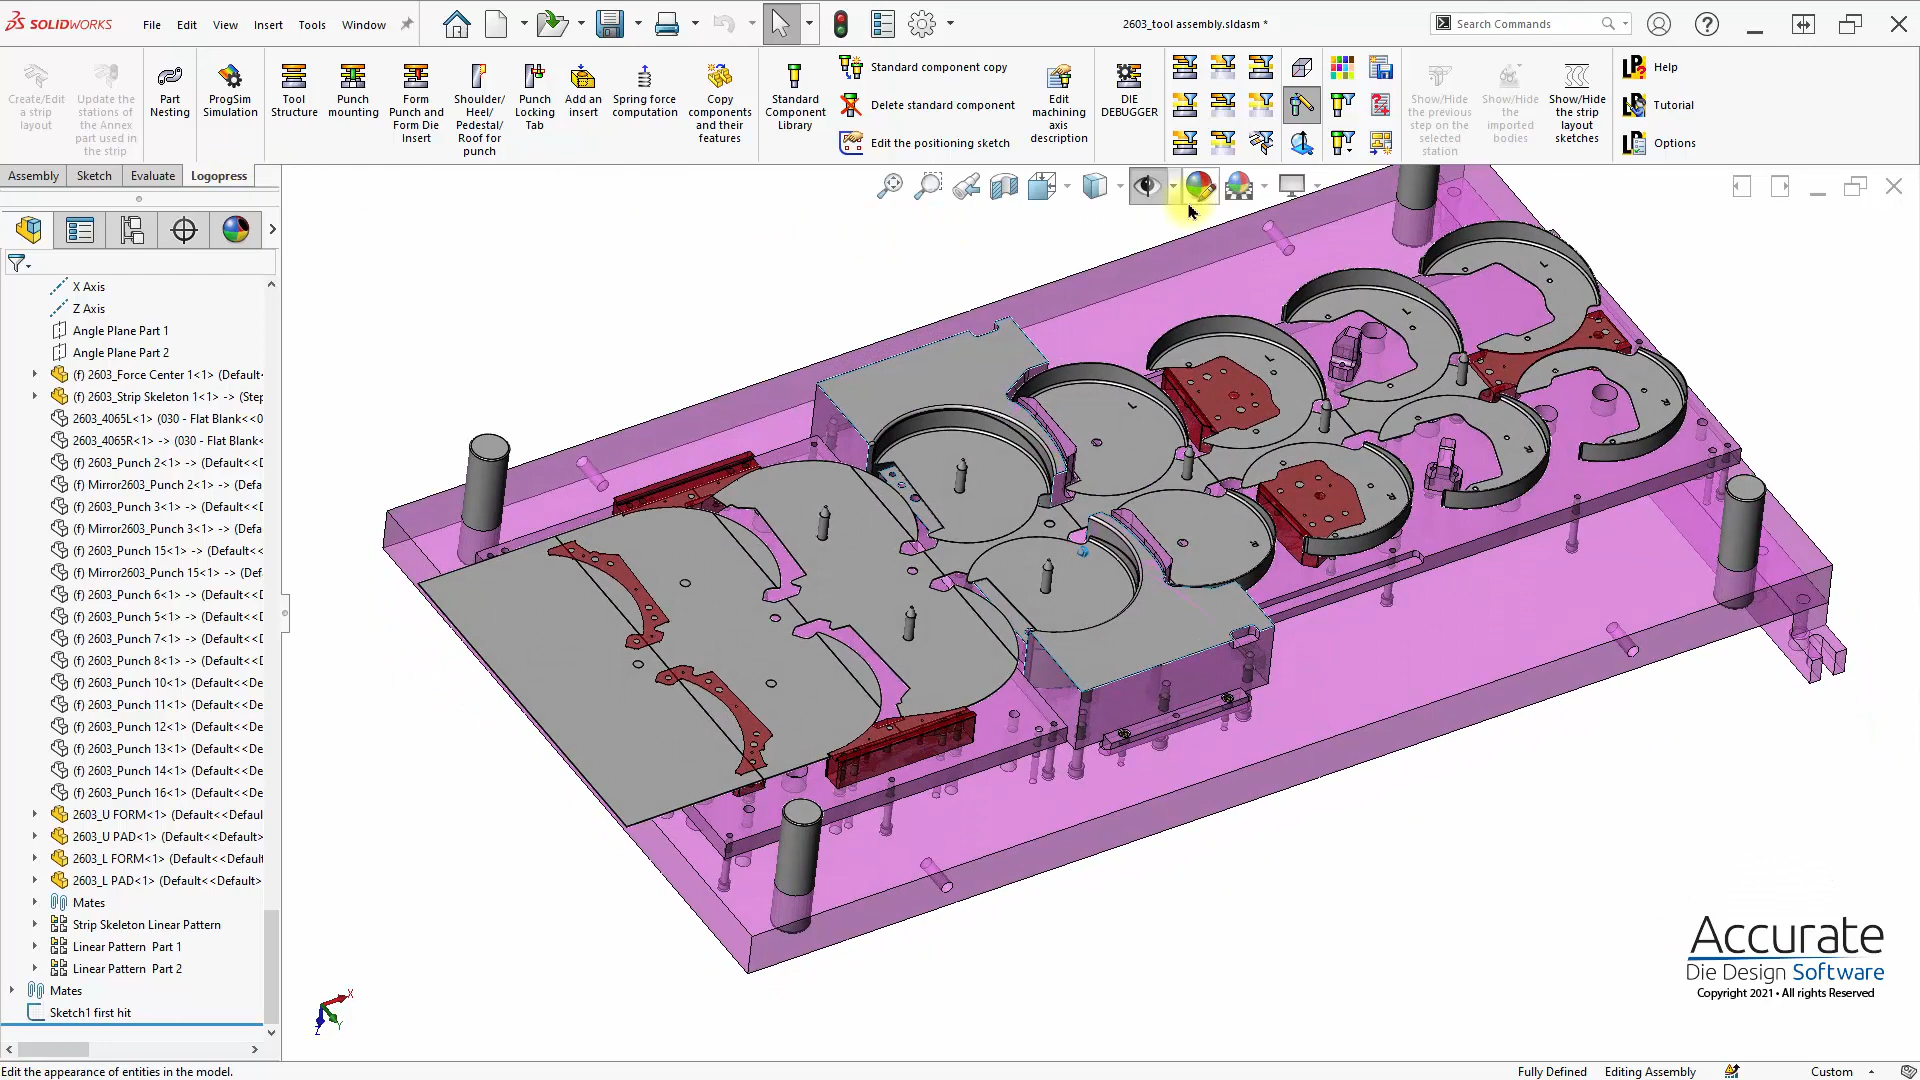 SOLIDWORKS
File
Edit
View
Insert
Tools
Window
2603_tool assembly.sldasm *
Search Commands
Create/Edit
a strip
layout
Update the
stations of
the Annex
part used in
the strip
Part
Nesting
ProgSim
Simulation
Tool
Structure
Punch
mounting
Form
Punch and
Form Die
Insert
Shoulder/
Heel/
Pedestal/
Roof for
punch
Punch
Locking
Tab
Add an
insert
Spring force
computation
Copy
components
and their
features
Standard
Component
Library
Standard component copy
Delete standard component
Edit the positioning sketch
Edit
machining
axis
description
DIE
DEBUGGER
Show/Hide
the previous
step on the
selected
station
Show/Hide
the
imported
bodies
Show/Hide
the strip
layout
sketches
Help
Tutorial
Options
Assembly
Sketch
Evaluate
Logopress
X Axis
Z Axis
Angle Plane Part 1
Angle Plane Part 2
(f) 2603_Force Center 1<1> (Default‹
(f) 2603_Strip Skeleton 1<1> -> (Step
2603_4065L<1> (030 - Flat Blank<<0
2603_4065R<1> -> (030 - Flat Blank<
(f) 2603_Punch 2<1> (Default<<D
(f) Mirror2603_Punch 2<1> -> (Defa
(f) 2603_Punch 3<1> -> (Default<<
(f) Mirror2603_Punch 3<1> -> (Defa
(f) 2603_Punch 15<1> -> (Default<
(f) Mirror2603_Punch 15<1> -> (Def
(f) 2603_Punch 6<1> -> (Default<<
(f) 2603_Punch 5<1> -> (Default<<
(f) 2603_Punch 7<1> -> (Default<<
(f) 2603_Punch 8<1> -> (Default<<
(f) 2603_Punch 10<1> (Default<<De
(f) 2603_Punch 11<1> (Default<<De
(f) 2603_Punch 12<1> (Default<<De
(f) 2603_Punch 13<1> (Default<<De
(f) 2603_Punch 14<1> (Default<<De
(f) 2603_Punch 16<1> (Default<<De
2603_U FORM<1> (Default<<Defaul
2603_U PAD<1> (Default<<Default>
2603_L FORM<1> (Default<<Default
2603_L PAD<1> (Default<<Default>
Mates
Strip Skeleton Linear Pattern
Linear Pattern Part 1
Linear Pattern Part 2
Mates
Sketch1 first hit
L
L
L
L
R
R
R
R
X
Y
Z
Accurate
Die Design Software
Copyright 2021 • All rights Reserved
Edit the appearance of entities in the model.
Fully Defined
Editing Assembly
Custom